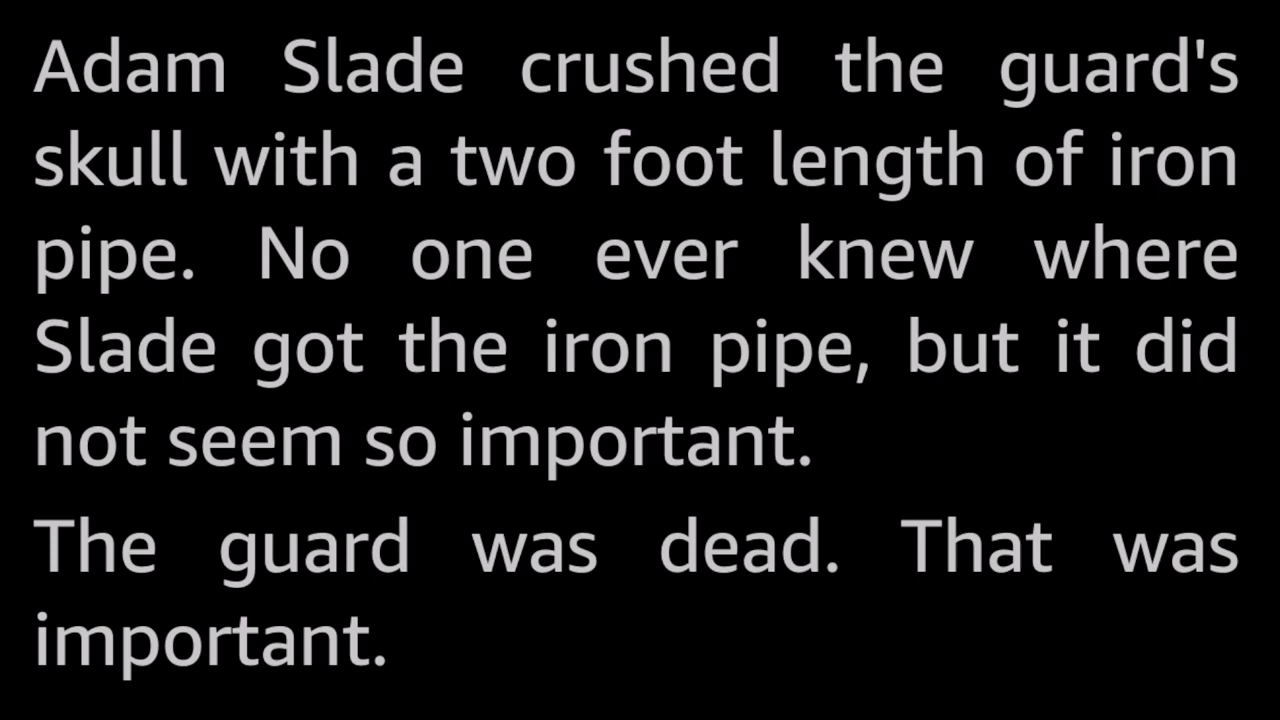 Adam Slade crushed the guard's
skull with a two foot length of iron
pipe. No one ever knew where
Slade got the iron pipe, but it did
not seem so important.
The guard was dead. That was
important.